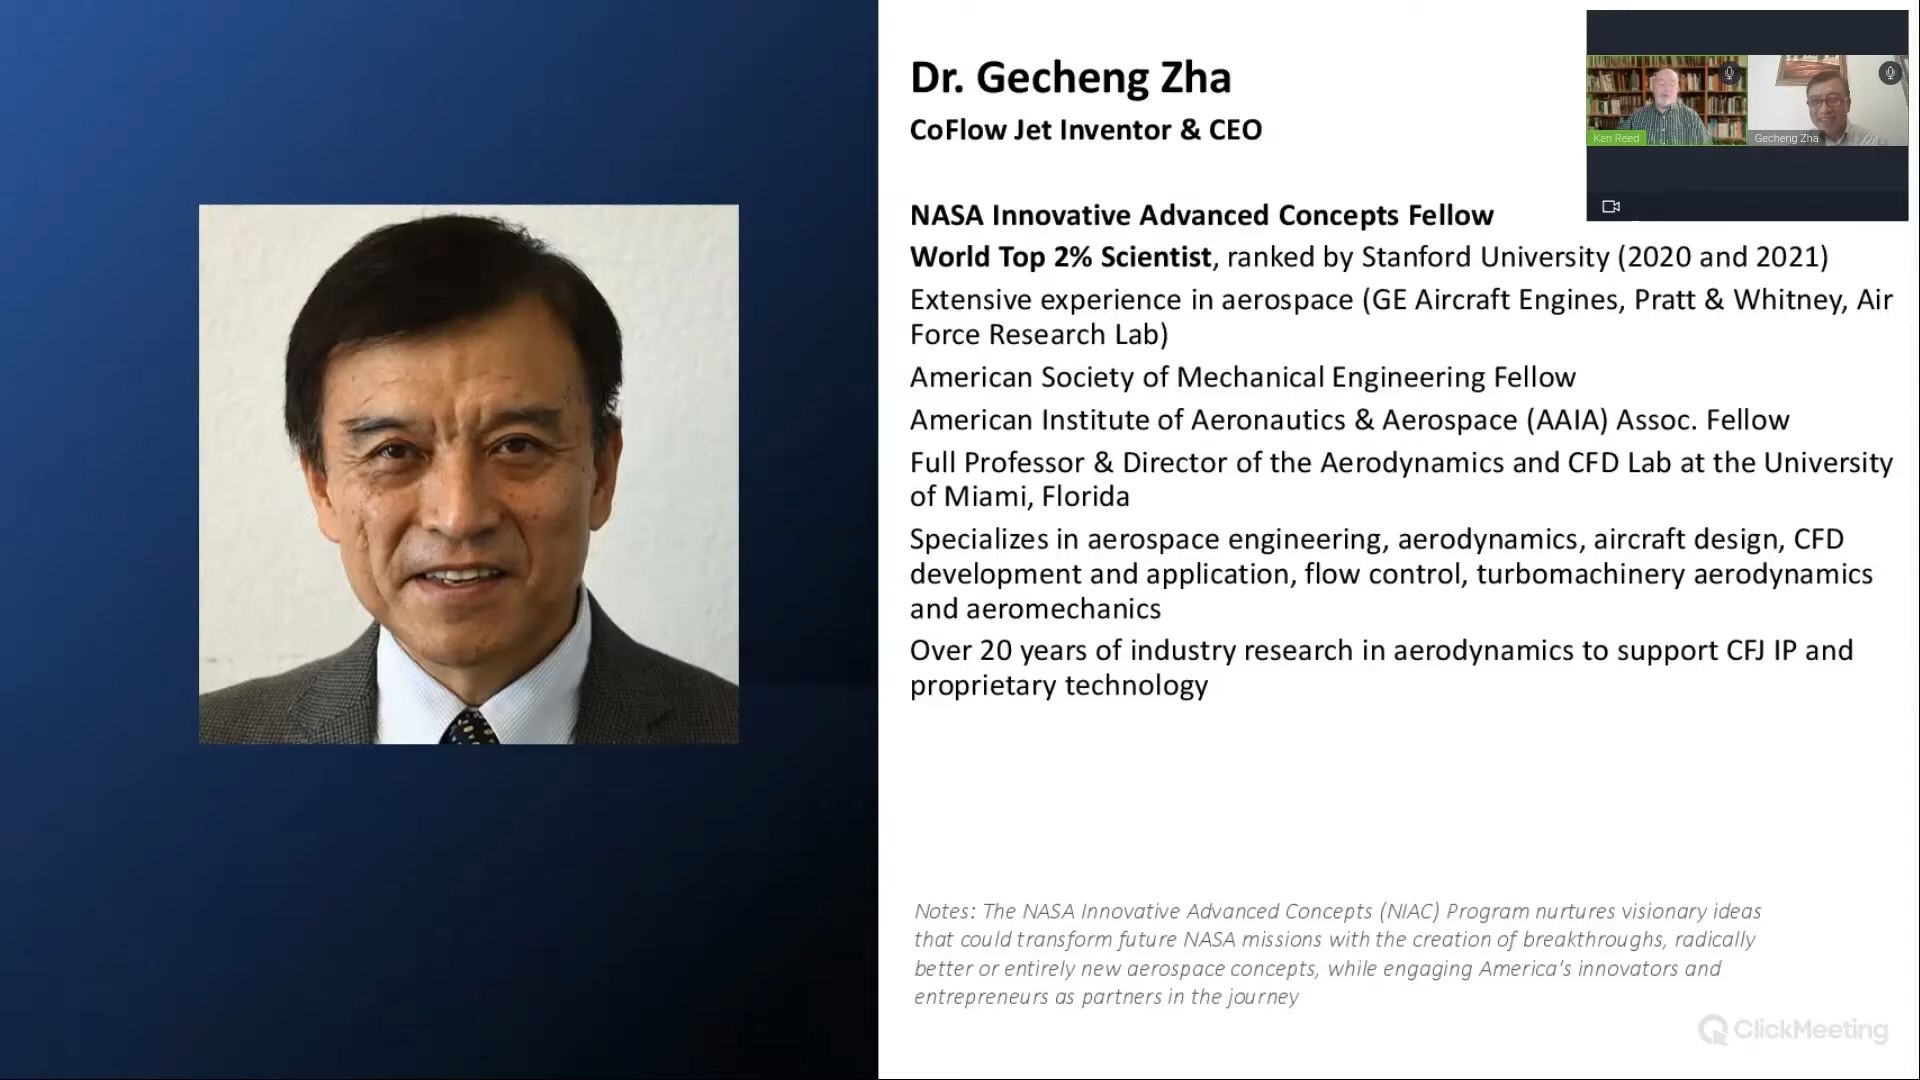 Dr. Gecheng Zha
CoFlow Jet Inventor & CEO
Ken Reed
Gecheng Zha
NASA Innovative Advanced Concepts Fellow
World Top 2% Scientist, ranked by Stanford University (2020 and 2021)
Extensive experience in aerospace (GE Aircraft Engines, Pratt & Whitney, Air
Force Research Lab)
American Society of Mechanical Engineering Fellow
American Institute of Aeronautics & Aerospace (AAIA) Assoc. Fellow
Full Professor & Director of the Aerodynamics and CFD Lab at the University
of Miami, Florida
Specializes in aerospace engineering, aerodynamics, aircraft design, CFD
development and application, flow control, turbomachinery aerodynamics
and aeromechanics
Over 20 years of industry research in aerodynamics to support CFJ IP and
proprietary technology
Notes: The NASA Innovative Advanced Concepts (NIAC) Program nurtures visionary ideas
that could transform future NASA missions with the creation of breakthroughs, radically
better or entirely new aerospace concepts, while engaging America's innovators and
entrepreneurs as partners in the journey
ClickMeeting